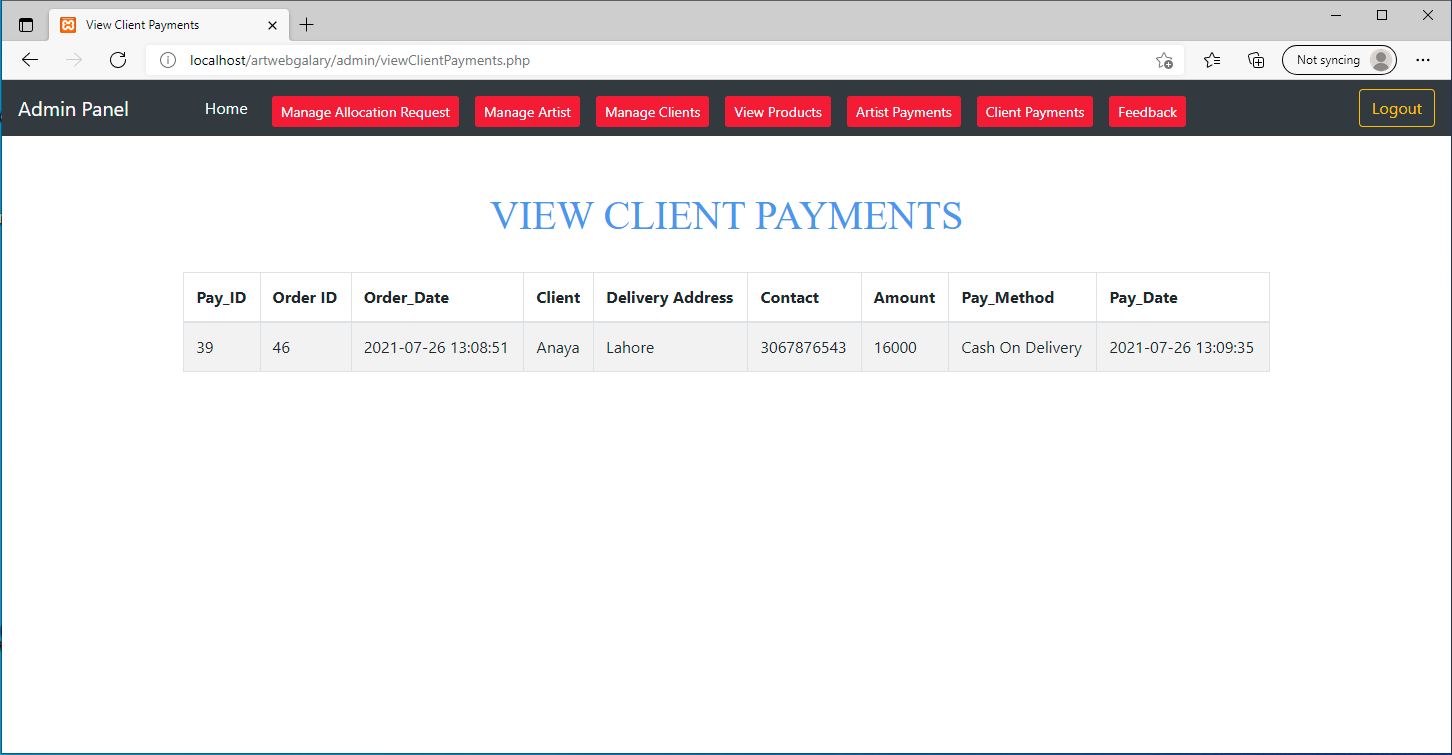 View Client Payments
localhost/artwebgalary/admin/viewClientPayments.php
Not syncing
Admin Panel Home Manage Allocation Request Manage Artist Manage Clients View Products Artist Payments Client Payments Feedback Logout
VIEW CLIENT PAYMENTS
Pay_ID Order ID Order_Date Client Delivery Address Contact Amount Pay_Method Pay_Date
39 46 2021-07-26 13:08:51 Anaya Lahore 3067876543 16000 Cash On Delivery 2021-07-26 13:09:35